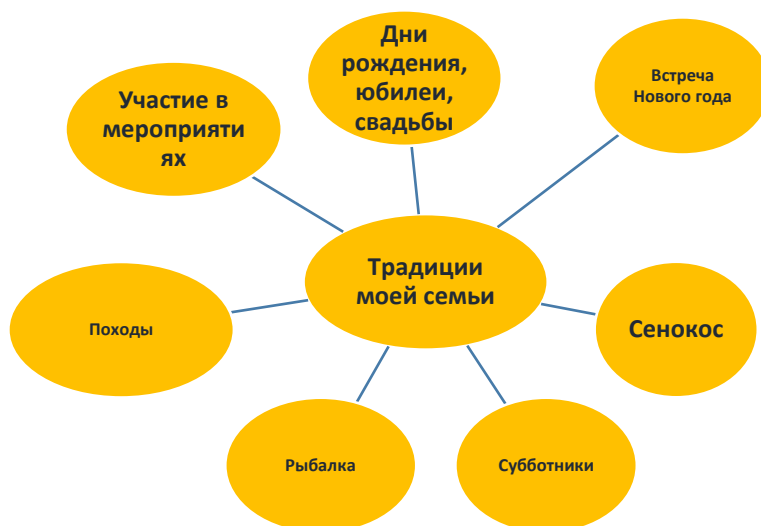 Дни
рождения,
юбилеи,
свадьбы
Встреча
Нового года
Участие в
мероприяти
ях
Традиции
моей семьи
Походы
Сенокос
Рыбалка
Субботники